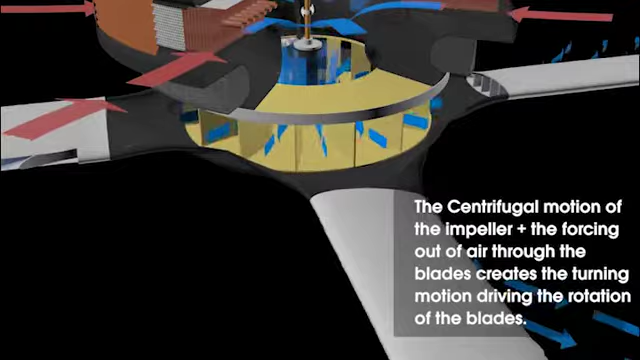 The Centrifugal motion of
the impeller + the forcing
out of air through the
blades creates the turning
motion driving the rotation
of the blades.